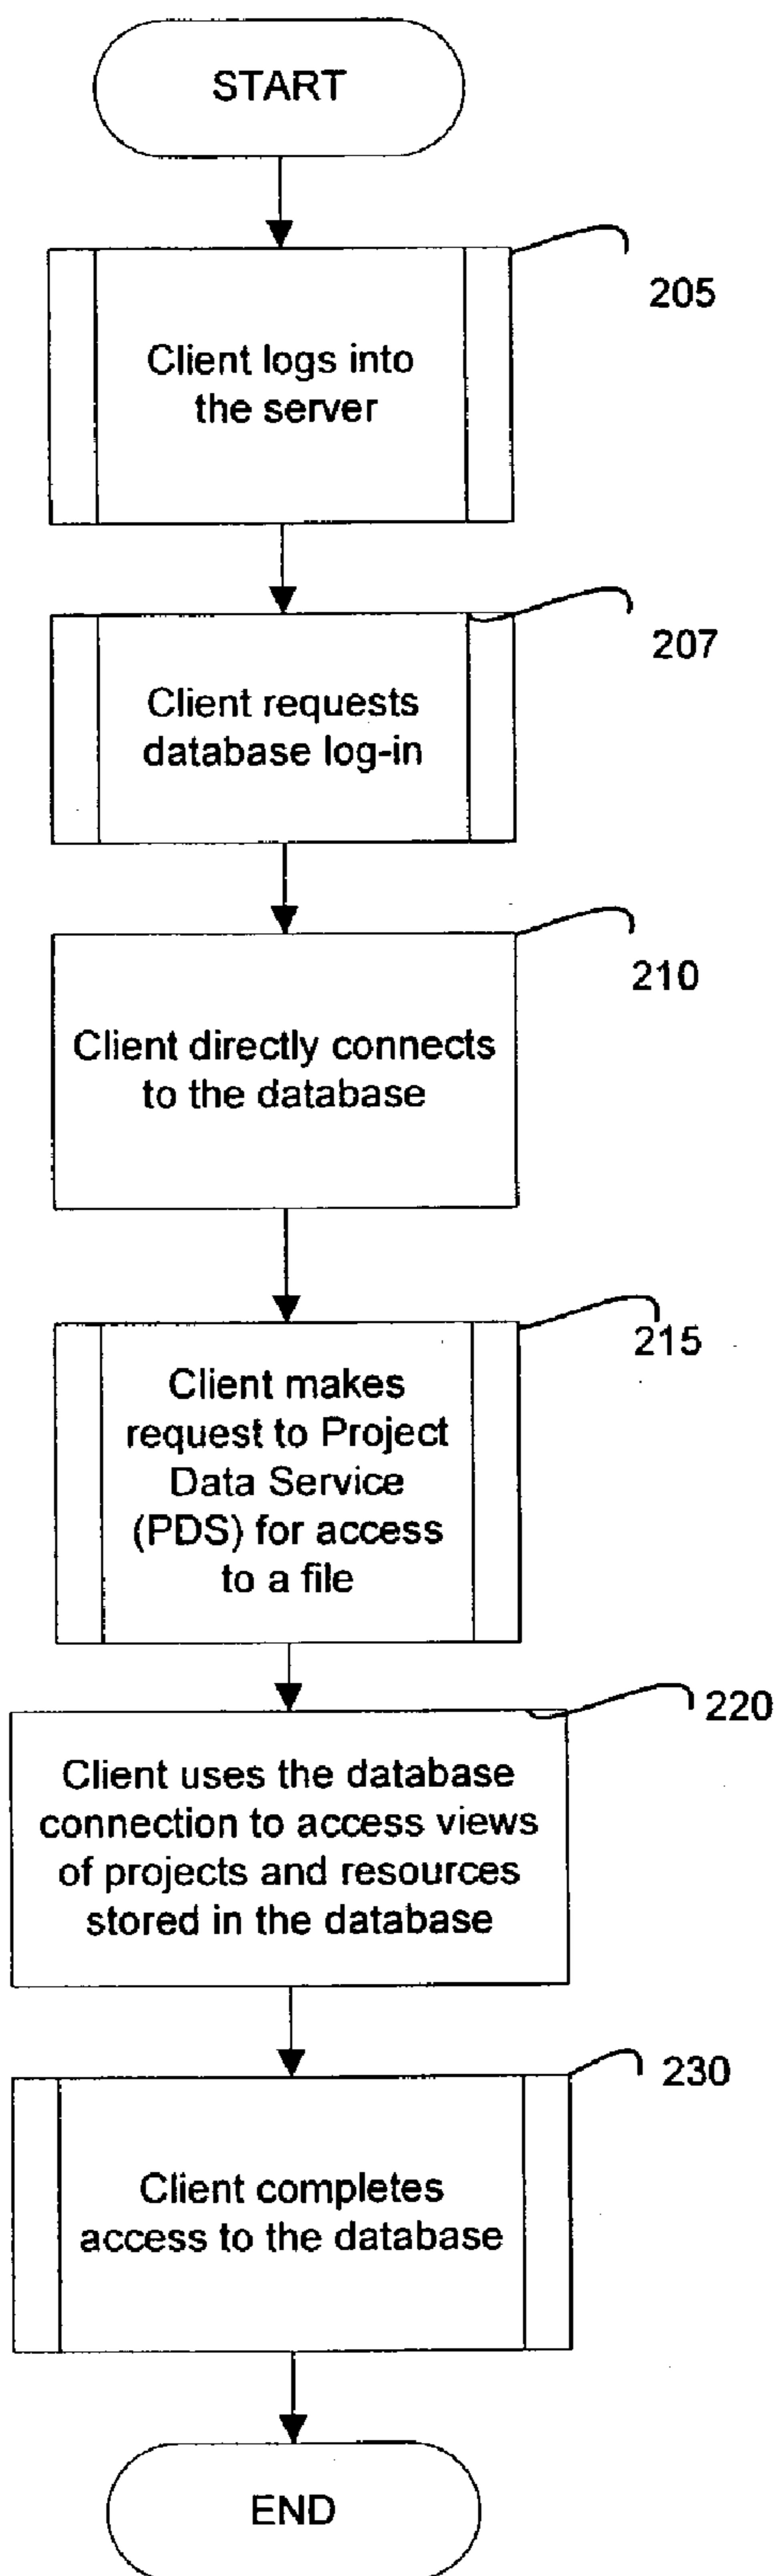 START
205
Client logs into
the server
207
Client requests
database log-in
210
Client directly connects
to the database
215
Client makes
request to Project
Data Service
(PDS) for access
to a file
220
Client uses the database
connection to access views
of projects and resources
stored in the database
230
Client completes
access to the database
END